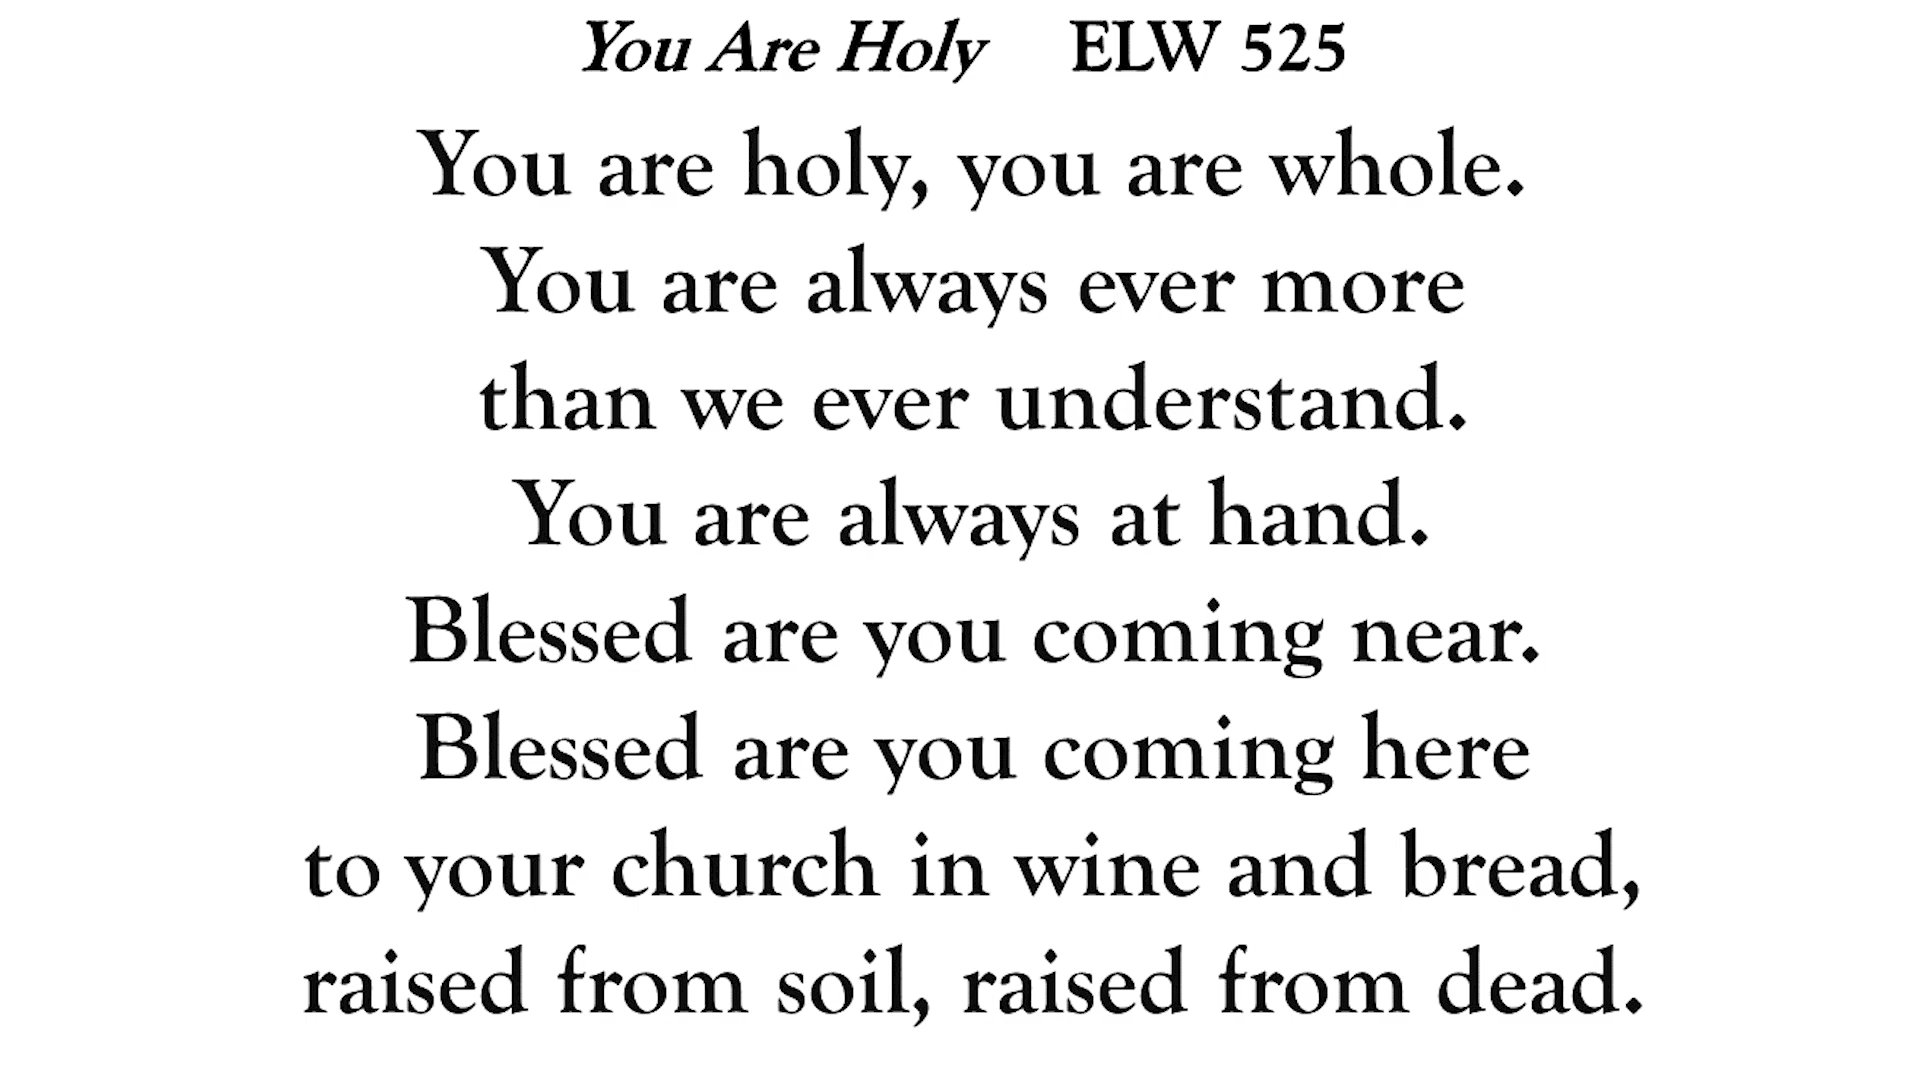 You Are Holy ELW 525
You are holy, you are whole.
You are always ever more
than we ever understand.
You are always at hand.
Blessed are you coming near.
Blessed are you coming here
to your church in wine and bread,
raised from soil, raised from dead.